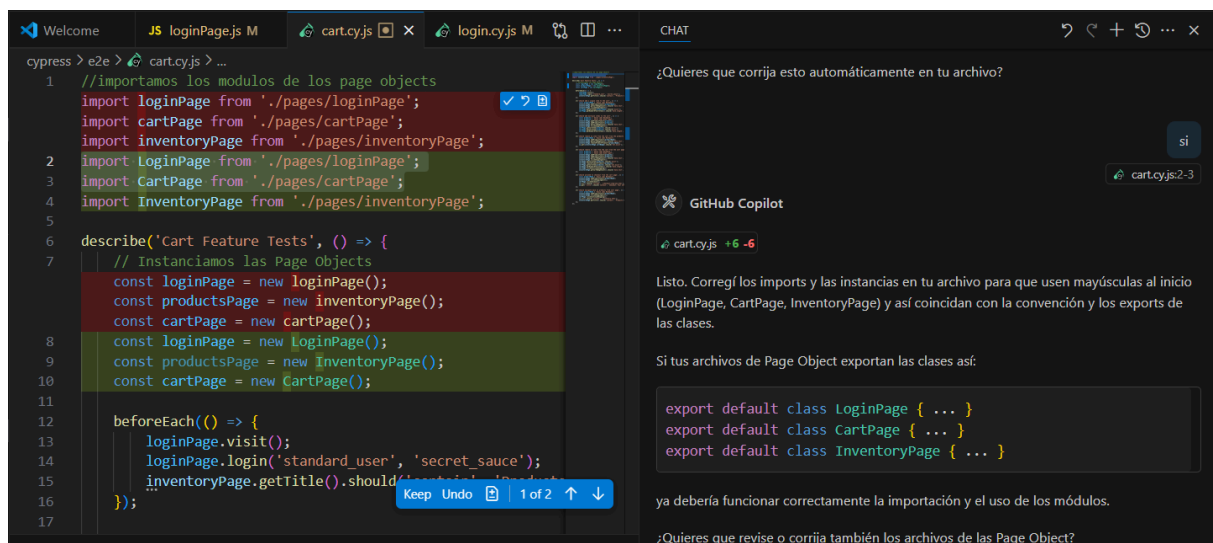 Welcome
JS loginPage.js M
cart.cy.js
login.cy.js M
cypress > e2e > cart.cy.js > ...
1 //importamos los modulos de los page objects
import loginPage from './pages/loginPage';
import cartPage from './pages/cartPage';
import inventoryPage from './pages/inventoryPage';
2 import LoginPage from './pages/loginPage';
3 import CartPage from './pages/cartPage';
4 import InventoryPage from './pages/inventoryPage';
5
6 describe('Cart Feature Tests', () => {
7 // Instanciamos las Page Objects
const loginPage = new loginPage();
const productsPage = new inventoryPage();
const cartPage = new cartPage();
8 const loginPage = new LoginPage();
9 const productsPage = new InventoryPage();
10 const cartPage = new CartPage();
11
12 beforeEach(() => {
13 loginPage.visit();
14 loginPage.login('standard_user', 'secret_sauce');
15 inventoryPage.getTitle().should(
16 });
17
Keep Undo 1 of 2
CHAT
¿Quieres que corrija esto automáticamente en tu archivo?
si
cart.cy.js:2-3
GitHub Copilot
cart.cy.js +6 -6
Listo. Corregí los imports y las instancias en tu archivo para que usen mayúsculas al inicio
(LoginPage, CartPage, InventoryPage) y así coincidan con la convención y los exports de
las clases.
Si tus archivos de Page Object exportan las clases así:
export default class LoginPage { ... }
export default class CartPage { ... }
export default class InventoryPage { ... }
ya debería funcionar correctamente la importación y el uso de los módulos.
¿Quieres que revise o corrija también los archivos de las Page Object?